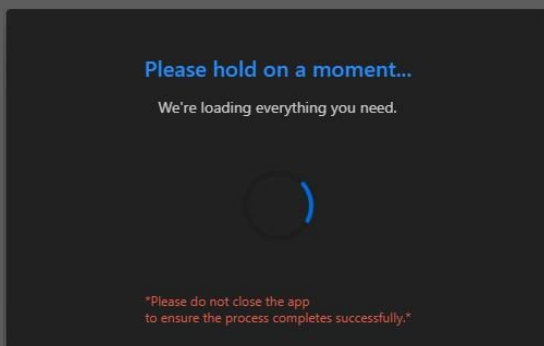 Please hold on a moment...
We're loading everything you need.
*Please do not close the app
to ensure the process completes successfully.*